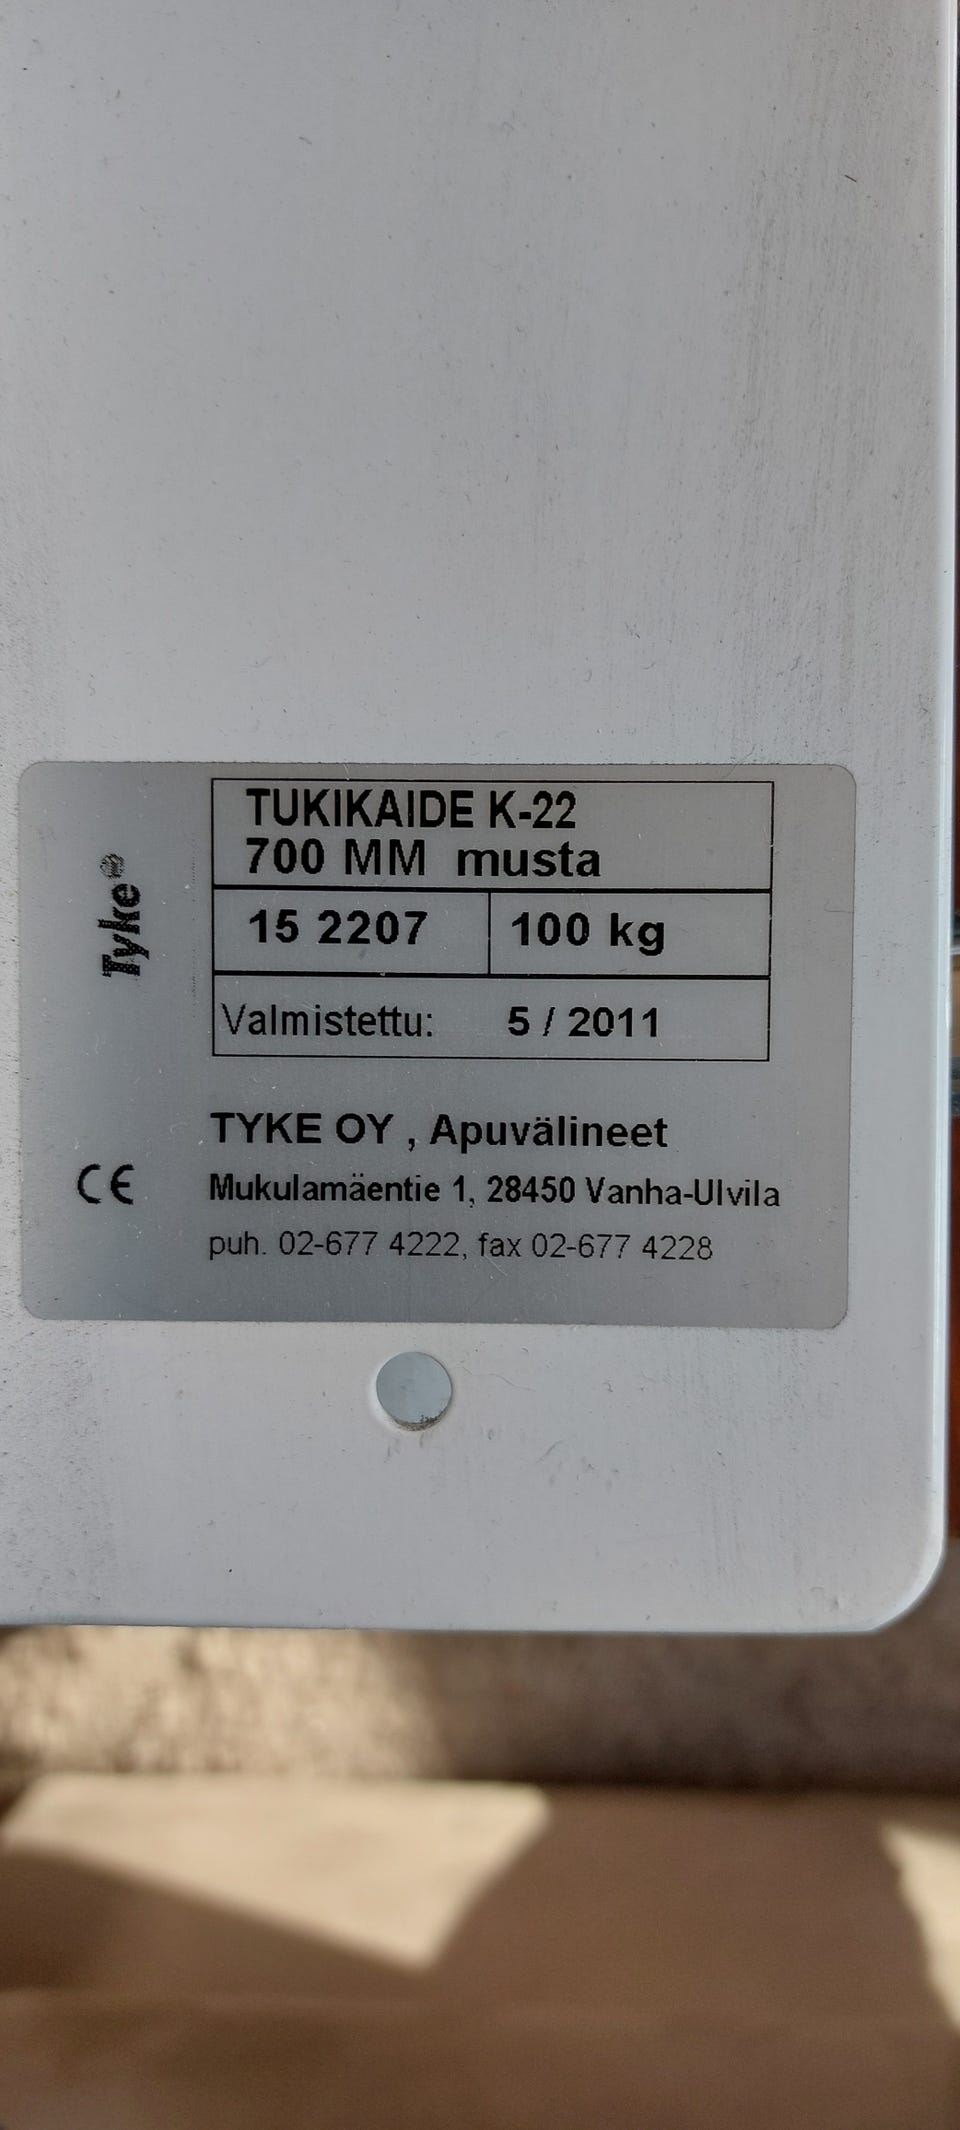 TUKIKAIDE K-22
700 MM musta
15 2207 100 kg
Valmistettu: 5 / 2011
Tyke
TYKE OY , Apuvälineet
CE
Mukulamäentie 1, 28450 Vanha-Ulvila
puh. 02-677 4222, fax 02-677 4228